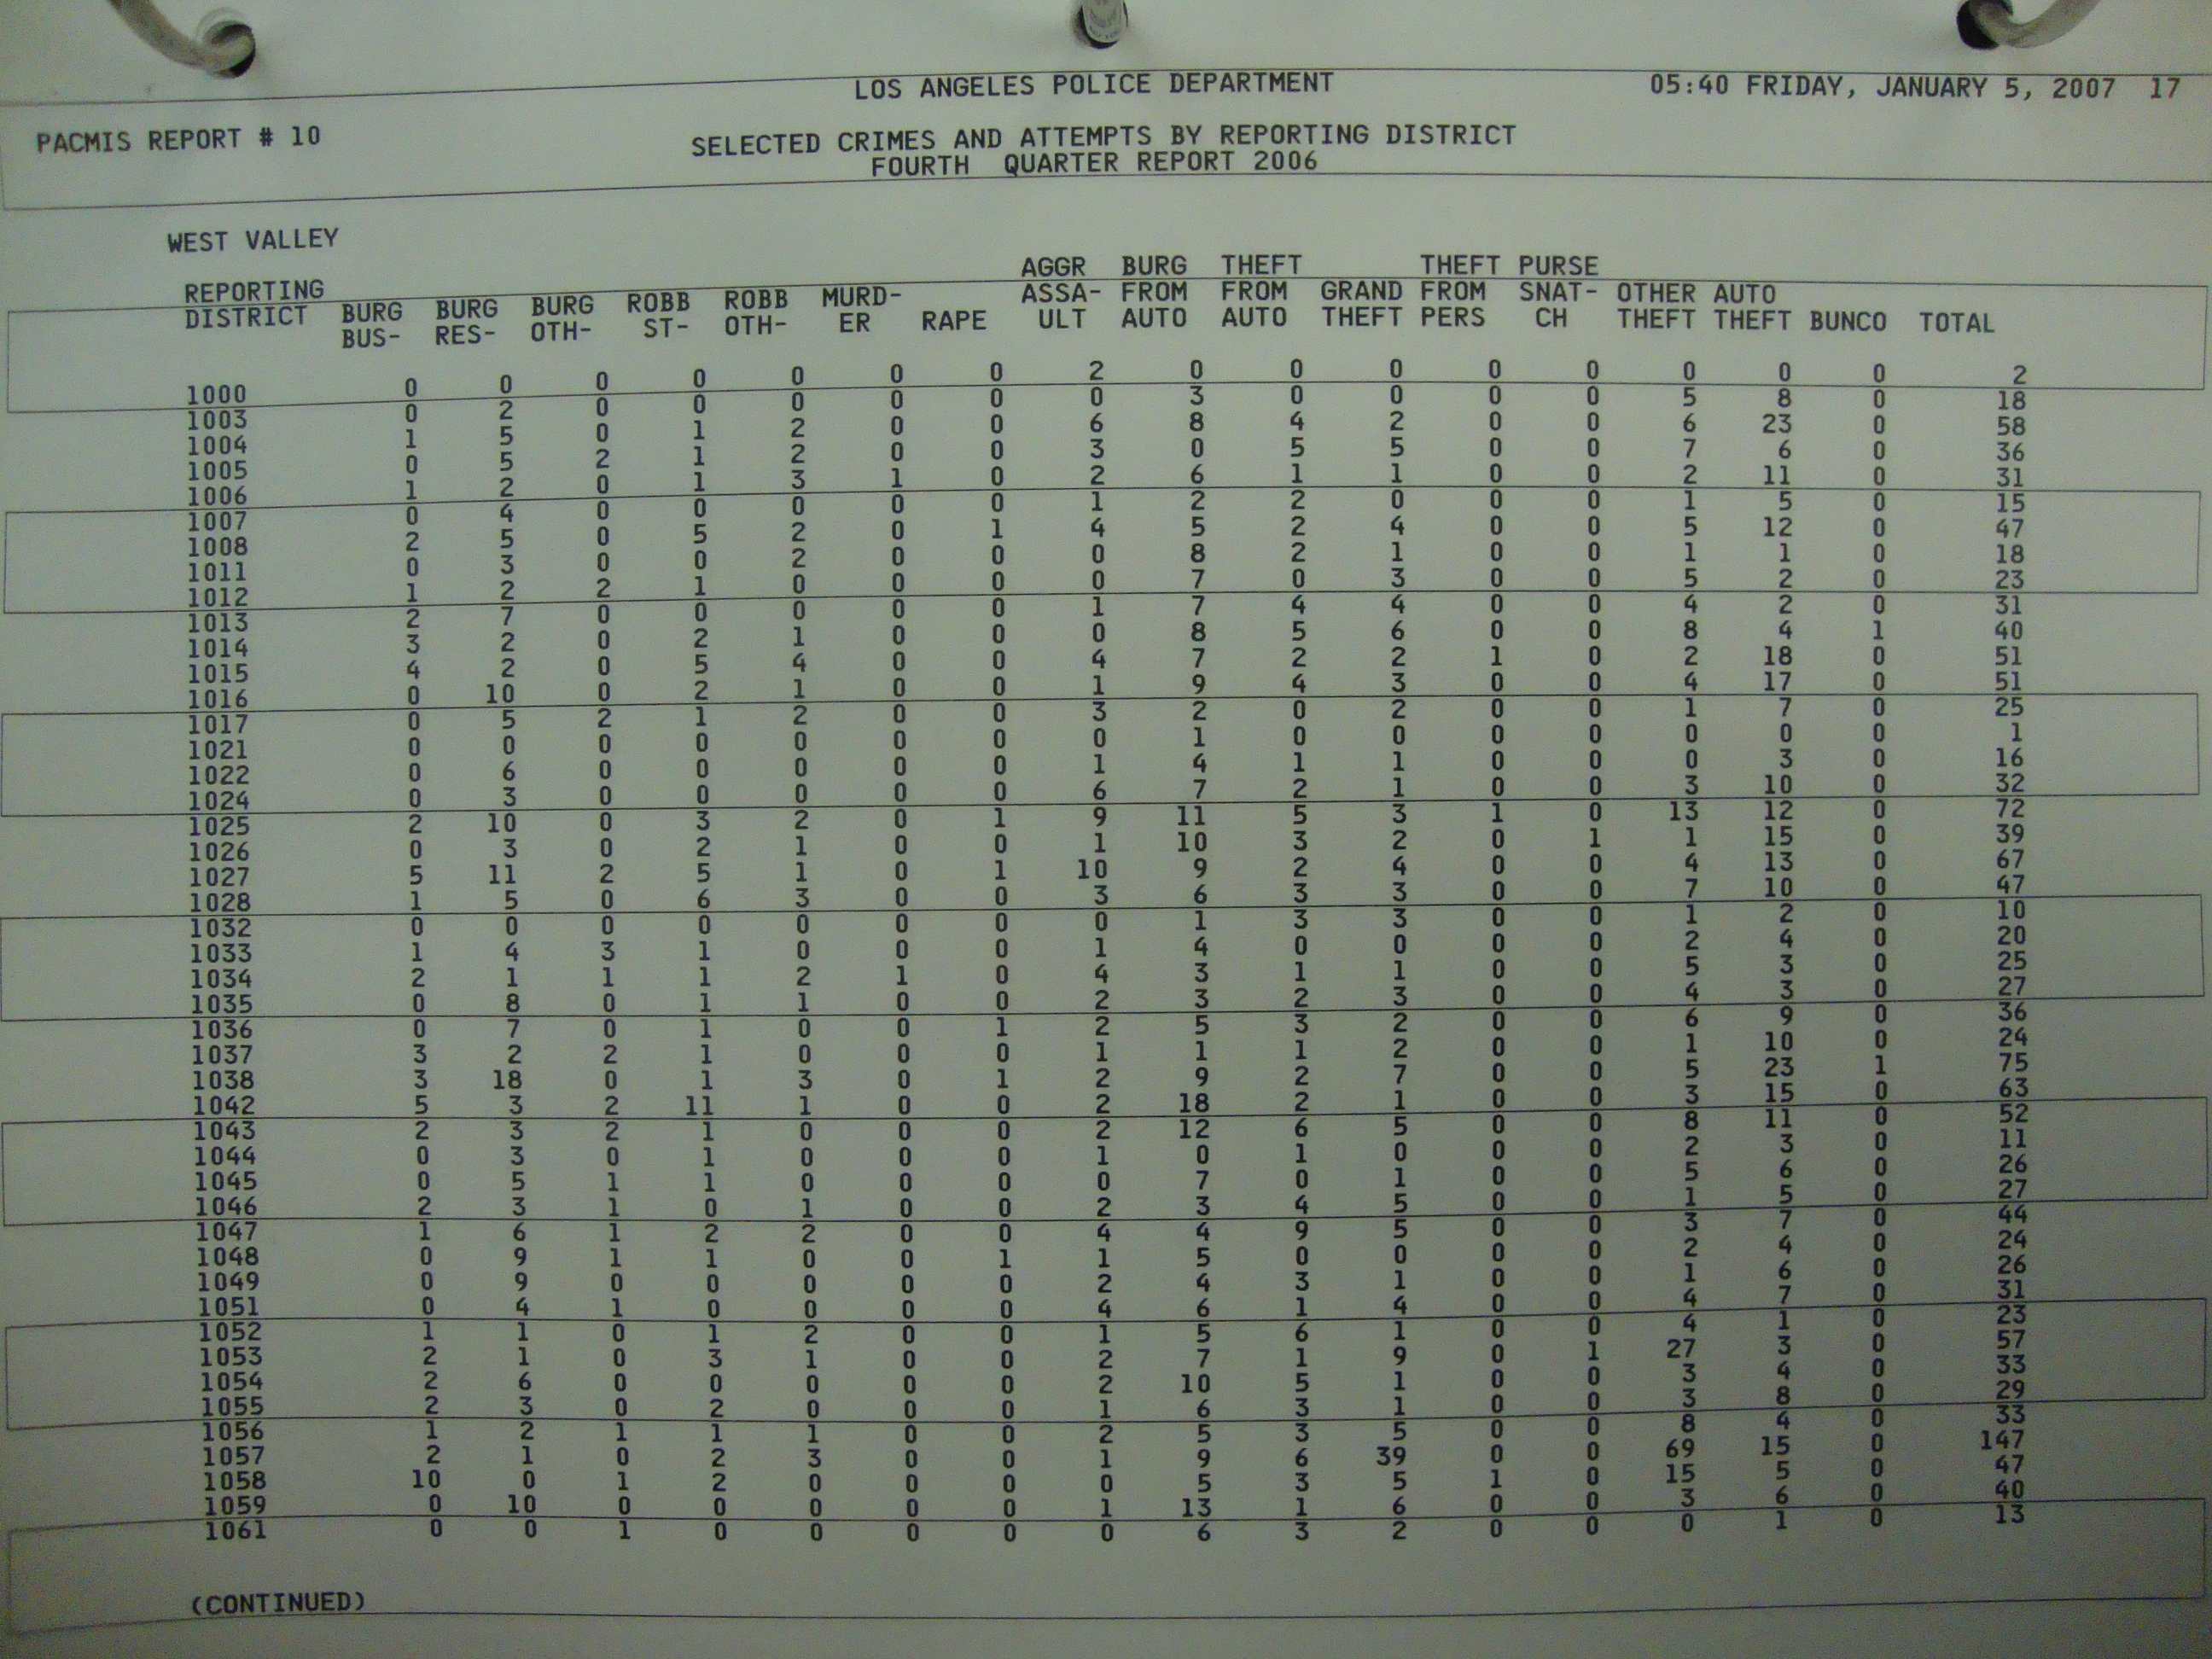 LOS ANGELES POLICE DEPARTMENT 05:40 FRIDAY, JANUARY 5, 2007 17
PACMIS REPORT # 10 SELECTED CRIMES AND ATTEMPTS BY REPORTING DISTRICT
FOURTH QUARTER REPORT 2006
WEST VALLEY
AGGR BURG THEFT THEFT PURSE
REPORTING BURG BURG BURG ROBB ROBB MURD- ASSA- FROM FROM GRAND FROM SNAT- OTHER AUTO
DISTRICT BUS- RES- OTH- ST- OTH- ER RAPE ULT AUTO AUTO THEFT PERS CH THEFT THEFT BUNCO TOTAL
1000 0 0 0 0 0 0 0 2 0 0 0 0 0 0 0 0 2
1003 0 2 0 0 0 0 0 0 3 0 0 0 0 5 8 0 18
1004 1 5 0 1 2 0 0 6 8 4 2 0 0 6 23 0 58
1005 0 5 2 1 2 0 0 3 0 5 5 0 0 7 6 0 36
1006 1 2 0 1 3 1 0 2 6 1 1 0 0 2 11 0 31
1007 0 4 0 0 0 0 0 1 2 2 0 0 0 1 5 0 15
1008 2 5 0 5 2 0 1 4 5 2 4 0 0 5 12 0 47
1011 0 3 0 0 2 0 0 0 8 2 1 0 0 1 1 0 18
1012 1 2 2 1 0 0 0 0 7 0 3 0 0 5 2 0 23
1013 2 7 0 0 0 0 0 1 7 4 4 0 0 4 2 0 31
1014 3 2 0 2 1 0 0 0 8 5 6 0 0 8 4 1 40
1015 4 2 0 5 4 0 0 4 7 2 2 1 0 2 18 0 51
1016 0 10 0 2 1 0 0 1 9 4 3 0 0 4 17 0 51
1017 0 5 2 1 2 0 0 3 2 0 2 0 0 1 7 0 25
1021 0 0 0 0 0 0 0 0 1 0 0 0 0 0 0 0 1
1022 0 6 0 0 0 0 0 1 4 1 1 0 0 0 3 0 16
1024 0 3 0 0 0 0 0 6 7 2 1 0 0 3 10 0 32
1025 2 10 0 3 2 0 1 9 11 5 3 1 0 13 12 0 72
1026 0 3 0 2 1 0 0 1 10 3 2 0 1 1 15 0 39
1027 5 11 2 5 1 0 1 10 9 2 4 0 0 4 13 0 67
1028 1 5 0 6 3 0 0 3 6 3 3 0 0 7 10 0 47
1032 0 0 0 0 0 0 0 0 1 3 3 0 0 1 2 0 10
1033 1 4 3 1 0 0 0 1 4 0 0 0 0 2 4 0 20
1034 2 1 1 1 2 1 0 4 3 1 1 0 0 5 3 0 25
1035 0 8 0 1 1 0 0 2 3 2 3 0 0 4 3 0 27
1036 0 7 0 1 0 0 1 2 5 3 2 0 0 6 9 0 36
1037 3 2 2 1 0 0 0 1 1 1 2 0 0 1 10 0 24
1038 3 18 0 1 3 0 1 2 9 2 7 0 0 5 23 1 75
1042 5 3 2 11 1 0 0 2 18 2 1 0 0 3 15 0 63
1043 2 3 2 1 0 0 0 2 12 6 5 0 0 8 11 0 52
1044 0 3 0 1 0 0 0 1 0 1 0 0 0 2 3 0 11
1045 0 5 1 1 0 0 0 0 7 0 1 0 0 5 6 0 26
1046 2 3 1 0 1 0 0 2 3 4 5 0 0 1 5 0 27
1047 1 6 1 2 2 0 0 4 4 9 5 0 0 3 7 0 44
1048 0 9 1 1 0 0 1 1 5 0 0 0 0 2 4 0 24
1049 0 9 0 0 0 0 0 2 4 3 1 0 0 1 6 0 26
1051 0 4 1 0 0 0 0 4 6 1 4 0 0 4 7 0 31
1052 1 1 0 1 2 0 0 1 5 6 1 0 0 4 1 0 23
1053 2 1 0 3 1 0 0 2 7 1 9 0 1 27 3 0 57
1054 2 6 0 0 0 0 0 2 10 5 1 0 0 3 4 0 33
1055 2 3 0 2 0 0 0 1 6 3 1 0 0 3 8 0 29
1056 1 2 1 1 1 0 0 2 5 3 5 0 0 8 4 0 33
1057 2 1 0 2 3 0 0 1 9 6 39 0 0 69 15 0 147
1058 10 0 1 2 0 0 0 0 5 3 5 1 0 15 5 0 47
1059 0 10 0 0 0 0 0 1 13 1 6 0 0 3 6 0 40
1061 0 0 1 0 0 0 0 0 6 3 2 0 0 0 1 0 13
(CONTINUED)